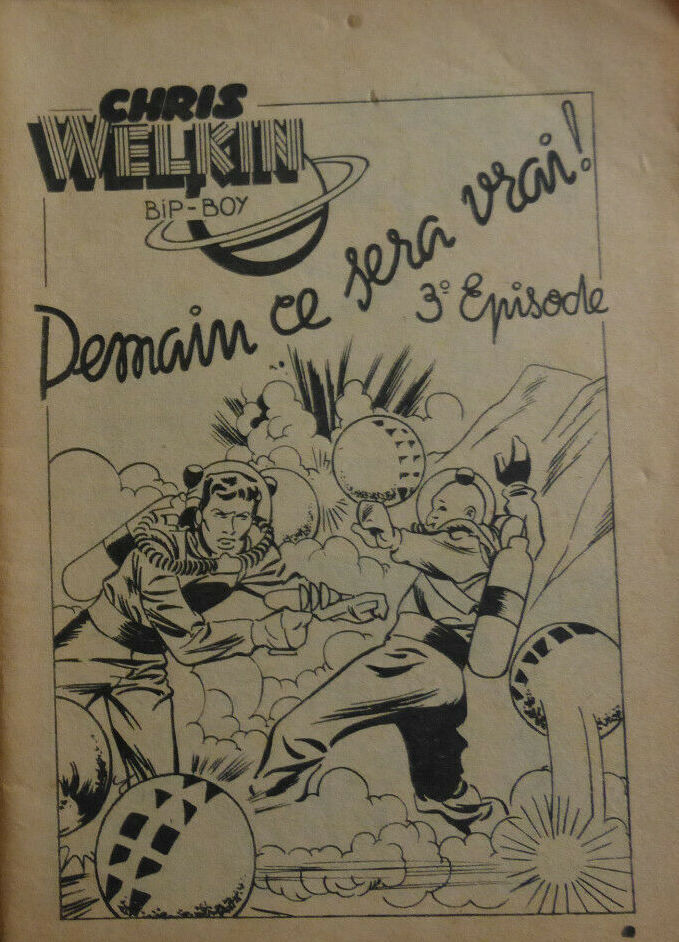 CHRIS
WELKIN
BiP-BOY
Demain ce sera vrai!
3e Episode